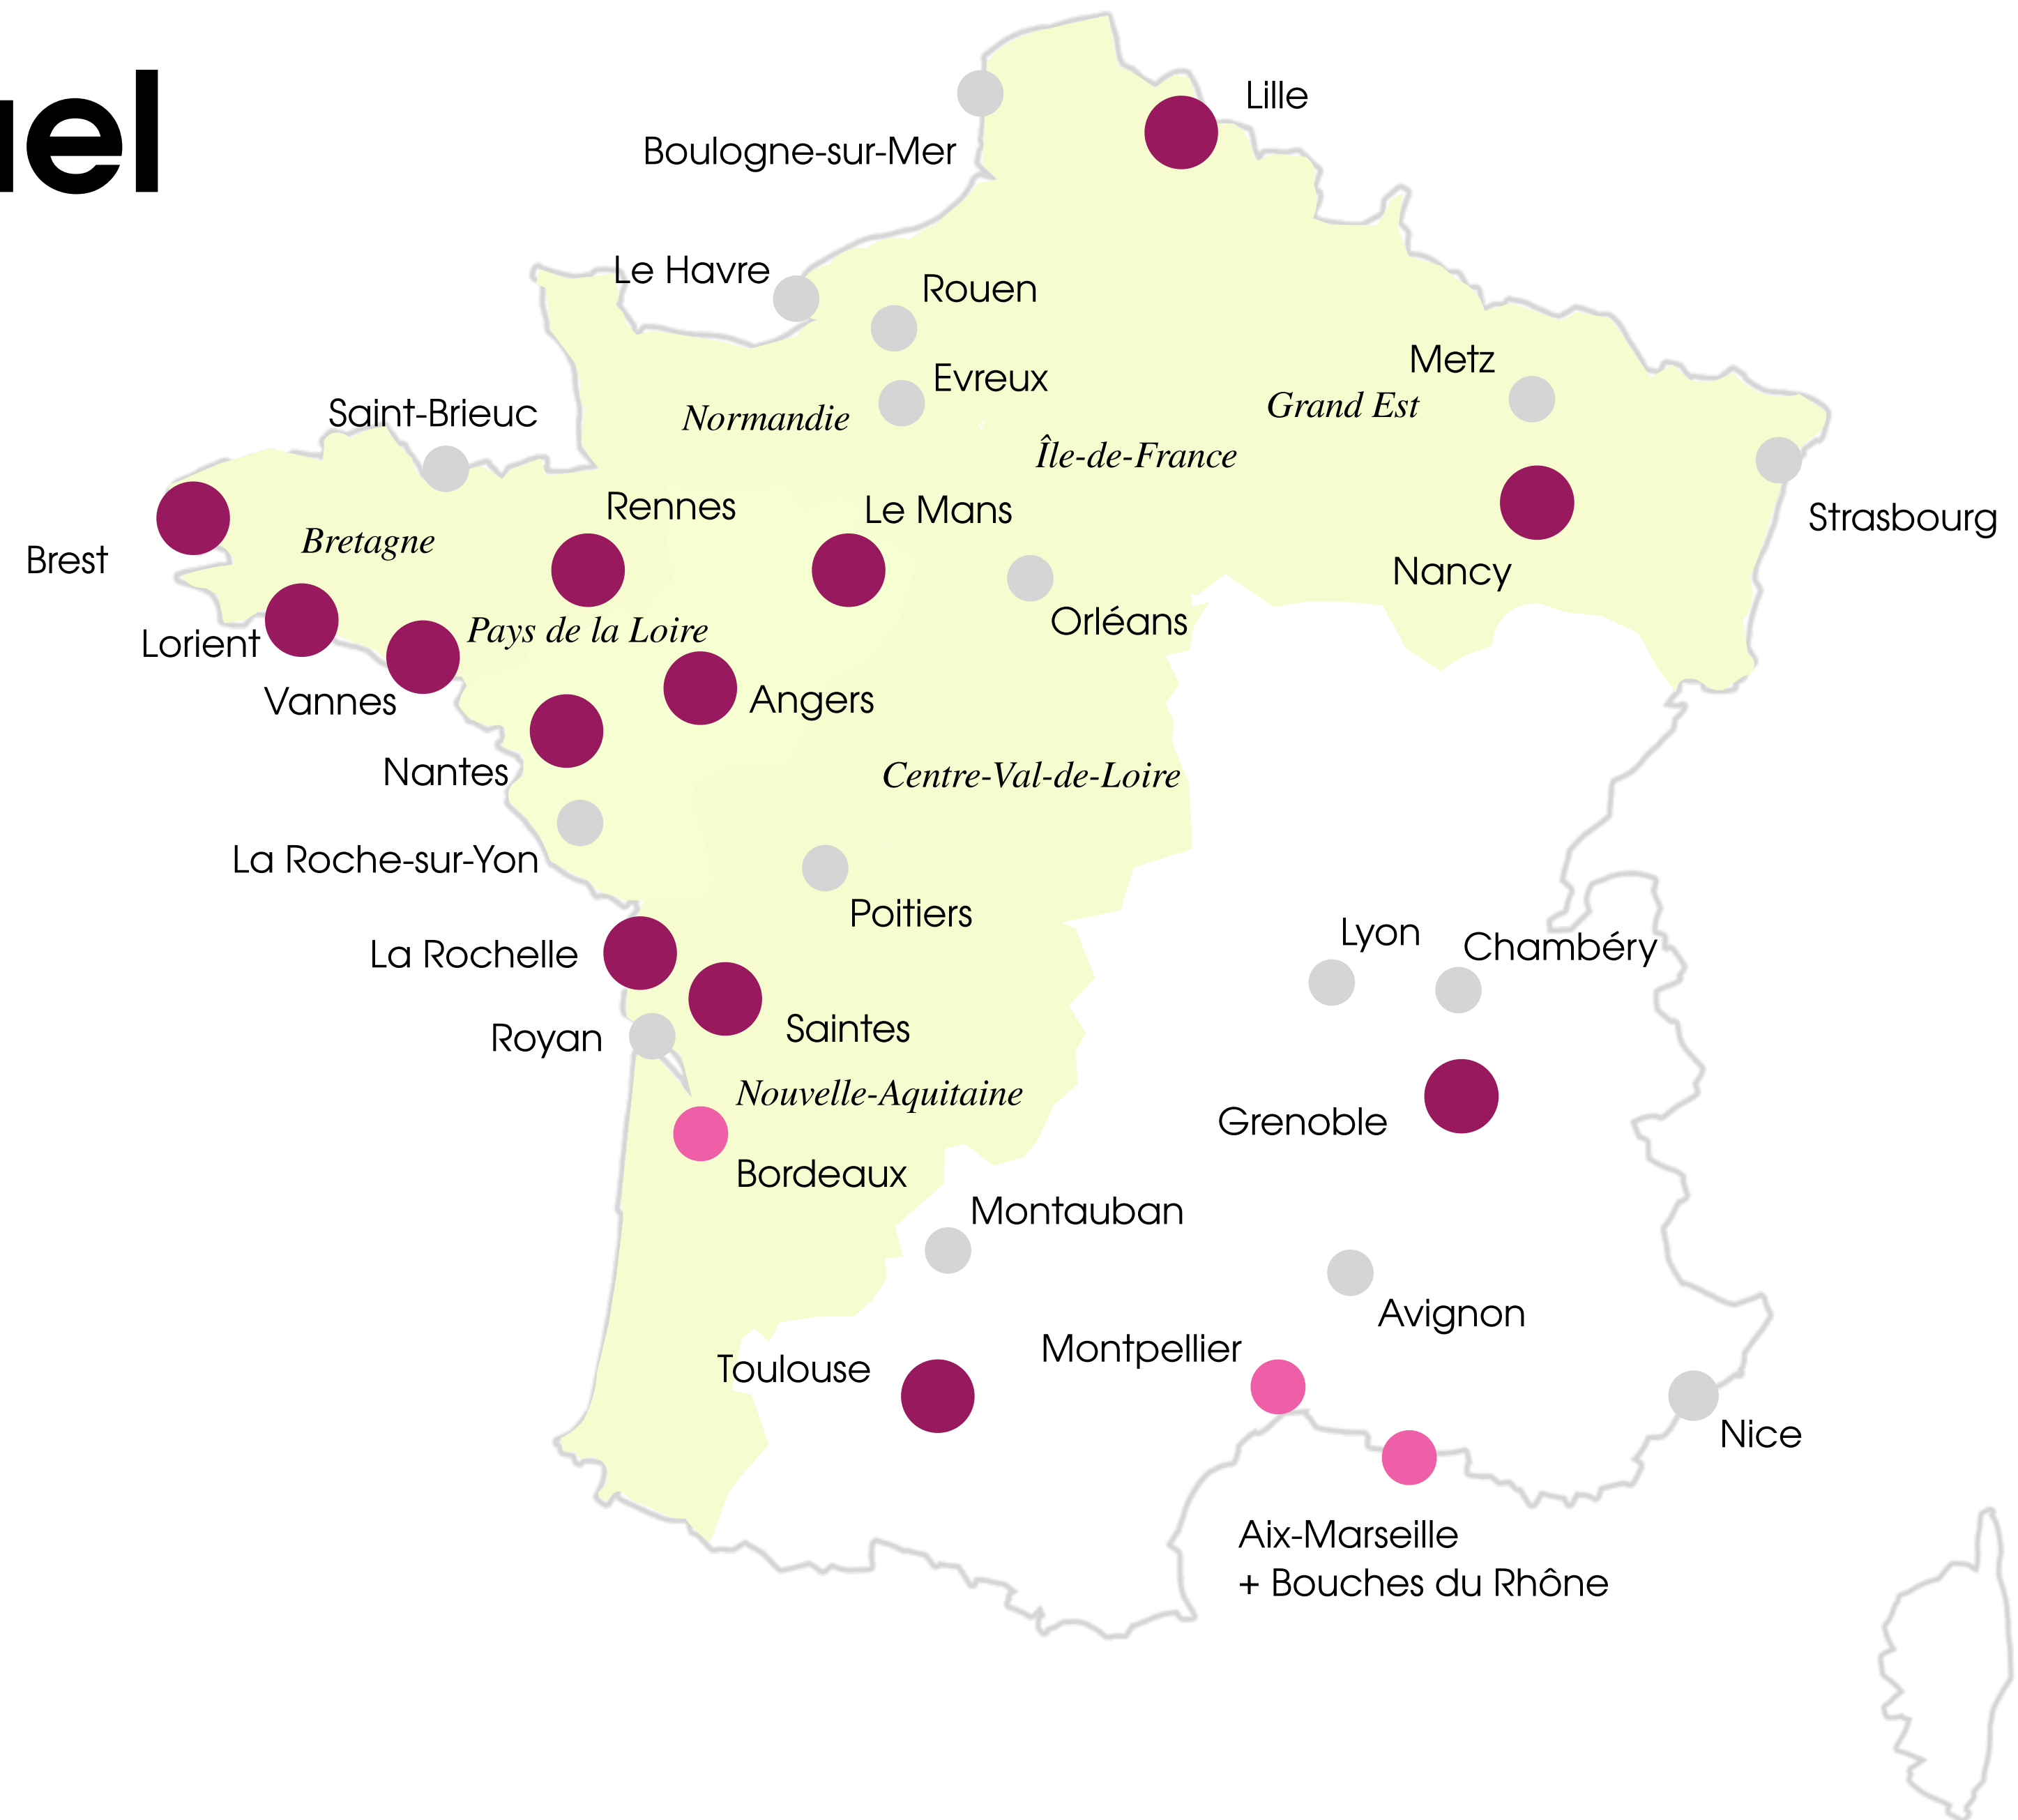 Lille
Boulogne-sur-Mer
Le Havre
Rouen
Metz
Evreux
Grand Est
Saint-Brieuc
Normandie
Île-de-France
Rennes
Le Mans
Strasbourg
Bretagne
Brest
Nancy
Orléans
Pays de la Loire
Lorient
Vannes
Angers
Nantes
Centre-Val-de-Loire
La Roche-sur-Yon
Poitiers
Lyon
Chambéry
La Rochelle
Saintes
Royan
Nouvelle-Aquitaine
Grenoble
Bordeaux
Montauban
Avignon
Montpellier
Toulouse
Nice
Aix-Marseille
+ Bouches du Rhône